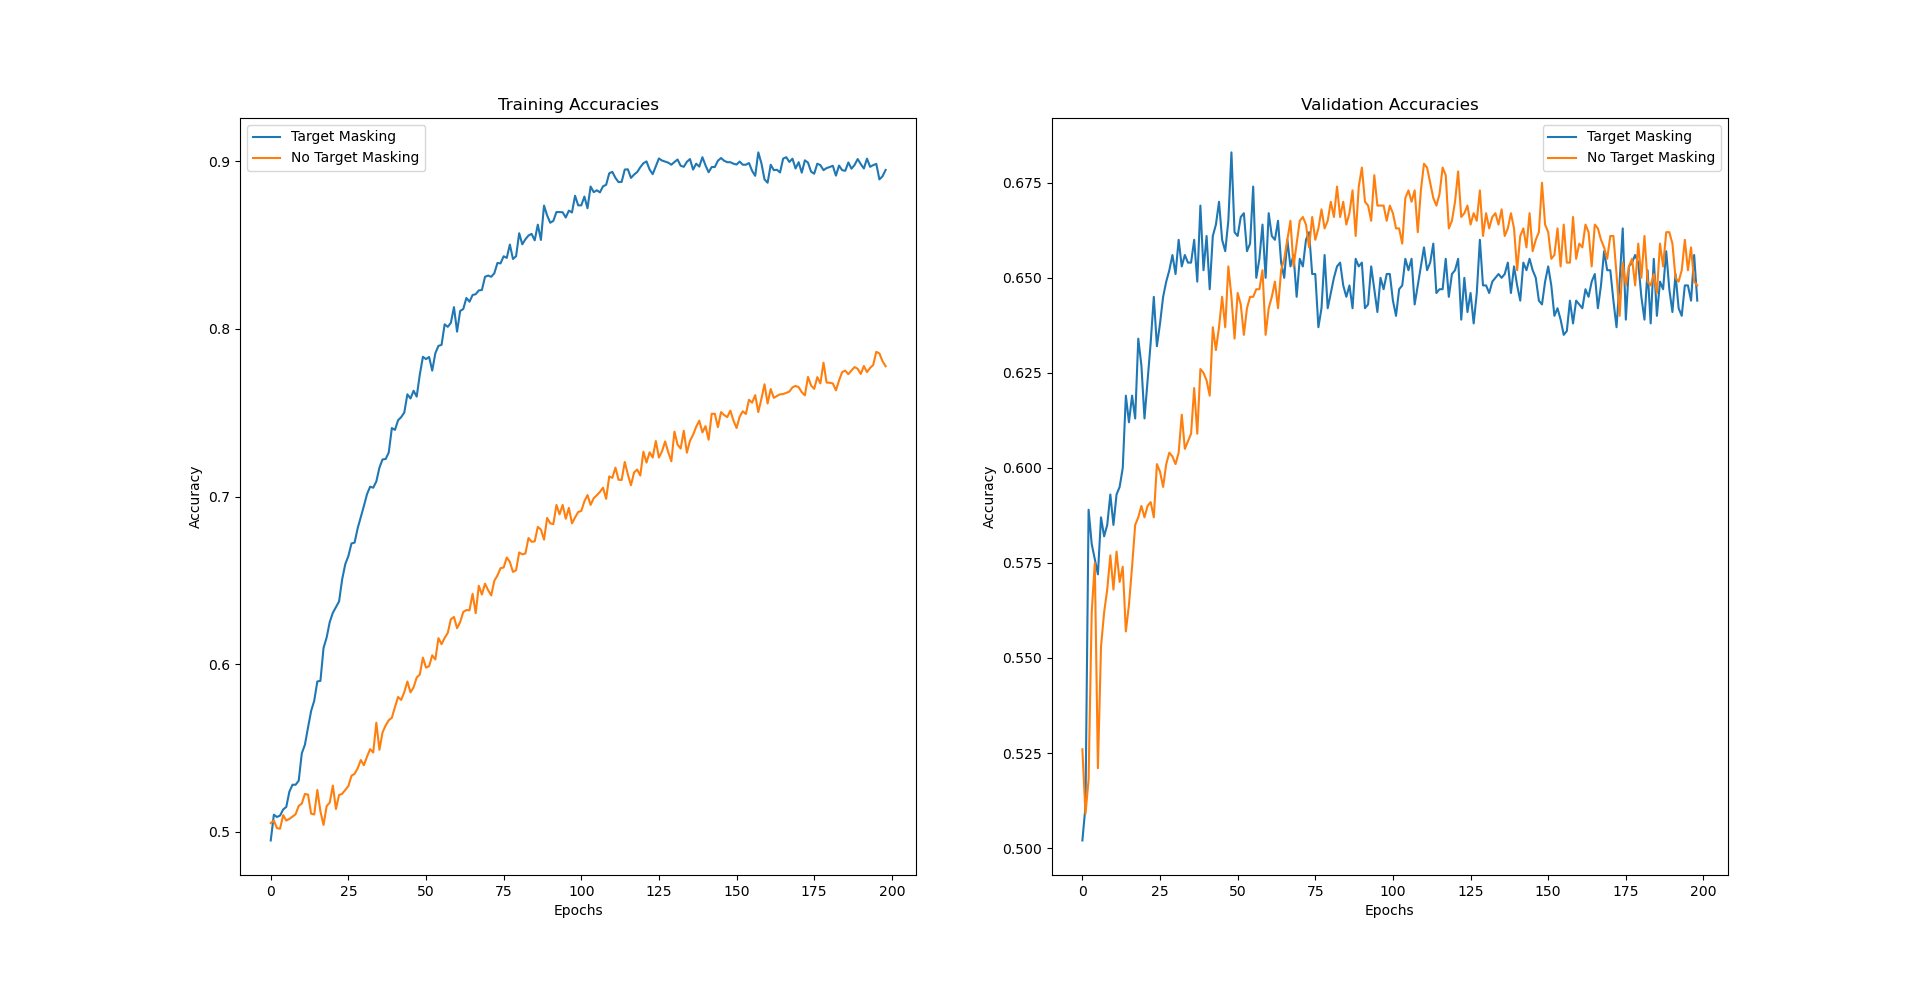 Training Accuracies
Target Masking
No Target Masking
0.9
0.8
0.7
0.6
0.5
Accuracy
0 25 50 75 100 125 150 175 200
Epochs
Validation Accuracies
Target Masking
No Target Masking
0.675
0.650
0.625
0.600
0.575
0.550
0.525
0.500
Accuracy
0 25 50 75 100 125 150 175 200
Epochs